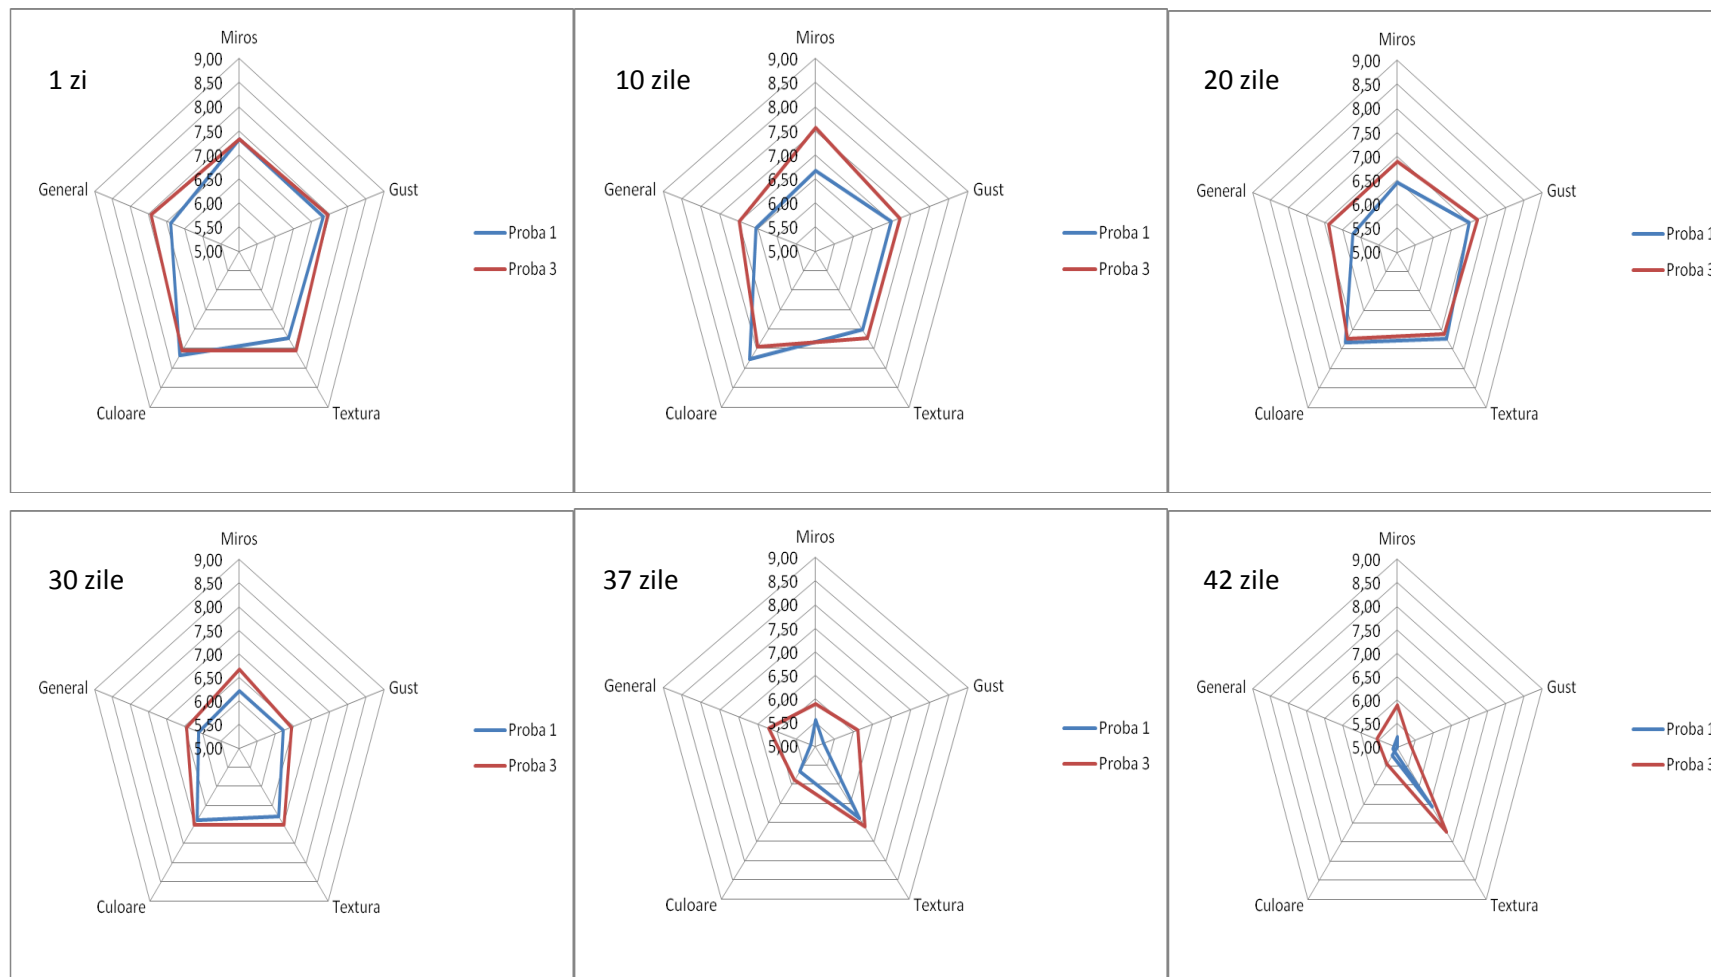 1 zi
Miros
9,00
8,50
8,00
7,50
7,00
6,50
6,00
5,50
5,00
General
Gust
Culoare
Textura
Proba 1
Proba 3
10 zile
Miros
9,00
8,50
8,00
7,50
7,00
6,50
6,00
5,50
5,00
General
Gust
Culoare
Textura
Proba 1
Proba 3
20 zile
Miros
9,00
8,50
8,00
7,50
7,00
6,50
6,00
5,50
5,00
General
Gust
Culoare
Textura
Proba 1
Proba 3
30 zile
Miros
9,00
8,50
8,00
7,50
7,00
6,50
6,00
5,50
5,00
General
Gust
Culoare
Textura
Proba 1
Proba 3
37 zile
Miros
9,00
8,50
8,00
7,50
7,00
6,50
6,00
5,50
5,00
General
Gust
Culoare
Textura
Proba 1
Proba 3
42 zile
Miros
9,00
8,50
8,00
7,50
7,00
6,50
6,00
5,50
5,00
General
Gust
Culoare
Textura
Proba 1
Proba 3